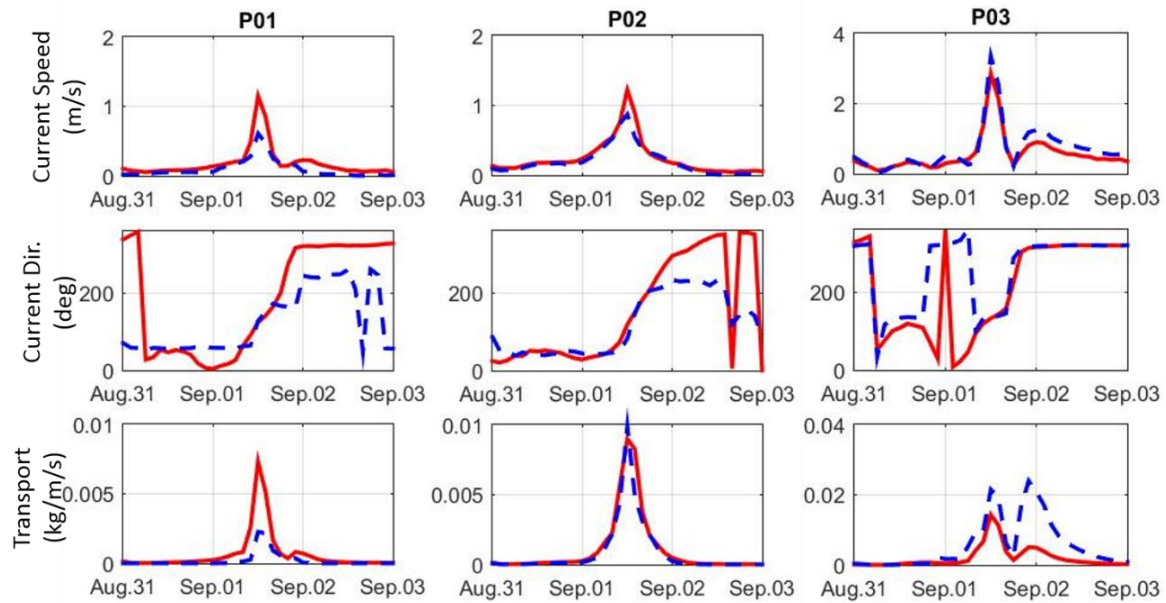 P01 P02 P03
Current Speed
(m/s)
2 2 4
1 1 2
0 0 0
Aug.31 Sep.01 Sep.02 Sep.03 Aug.31 Sep.01 Sep.02 Sep.03 Aug.31 Sep.01 Sep.02 Sep.03
Current Dir.
(deg)
200 200 200
0 0 0
Aug.31 Sep.01 Sep.02 Sep.03 Aug.31 Sep.01 Sep.02 Sep.03 Aug.31 Sep.01 Sep.02 Sep.03
Transport
(kg/m/s)
0.01 0.01 0.04
0.005 0.005 0.02
0 0 0
Aug.31 Sep.01 Sep.02 Sep.03 Aug.31 Sep.01 Sep.02 Sep.03 Aug.31 Sep.01 Sep.02 Sep.03